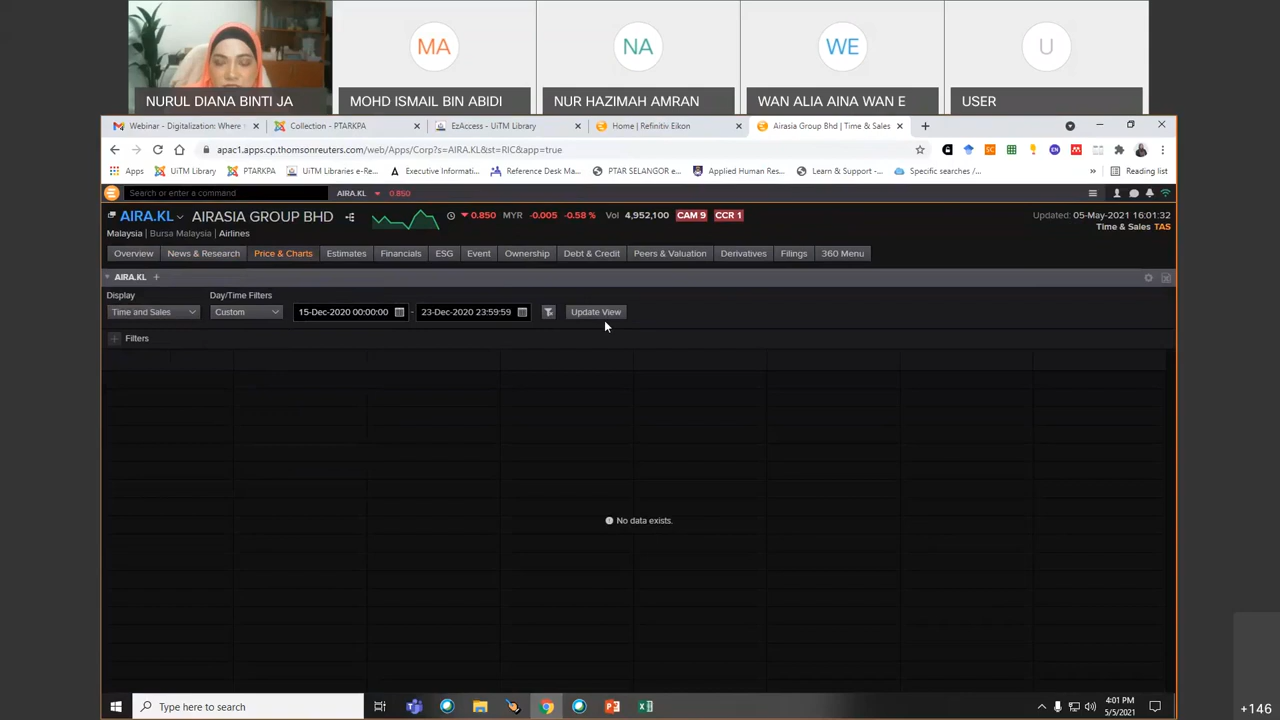 MA
NA
WE
U
NURUL DIANA BINTI JA
MOHD ISMAIL BIN ABIDI
NUR HAZIMAH AMRAN
WAN ALIA AINA WAN E
USER
Webinar - Digitalization: Where
Collection - PTARKPA
EzAccess - UiTM Library
Home | Refinitiv Eikon
Airasia Group Bhd | Time & Sales
apac1.apps.cp.thomsonreuters.com/web/Apps/Corp?s=AIRA.KL&st=RIC&app=true
Apps
UiTM Library
PTARKPA
UiTM Libraries e-Re...
Executive Informati...
Reference Desk Ma...
PTAR SELANGOR e...
Applied Human Res...
Learn & Support -...
Specific searches /...
»
Reading list
Search or enter a command
AIRA.KL
0.850
AIRA.KL
AIRASIA GROUP BHD
0.850
MYR
-0.005
-0.58 %
Vol
4,952,100
CAM 9
CCR 1
Updated: 05-May-2021 16:01:32
Malaysia | Bursa Malaysia | Airlines
Time & Sales TAS
Overview
News & Research
Price & Charts
Estimates
Financials
ESG
Event
Ownership
Debt & Credit
Peers & Valuation
Derivatives
Filings
360 Menu
AIRA.KL +
Display
Day/Time Filters
Time and Sales
Custom
15-Dec-2020 00:00:00
-
23-Dec-2020 23:59:59
Update View
Filters
No data exists.
Type here to search
4:01 PM
5/5/2021
+146